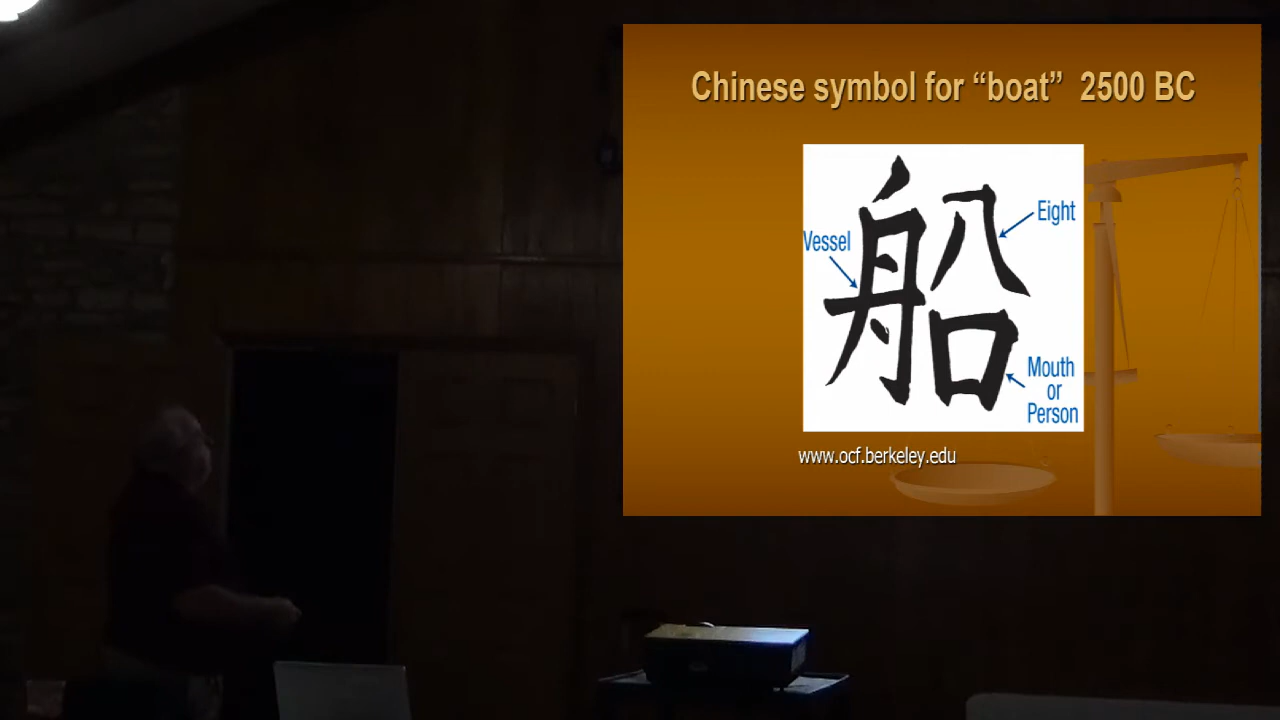 Chinese symbol for “boat” 2500 BC
船
Eight
Vessel
Mouth
or
Person
www.ocf.berkeley.edu